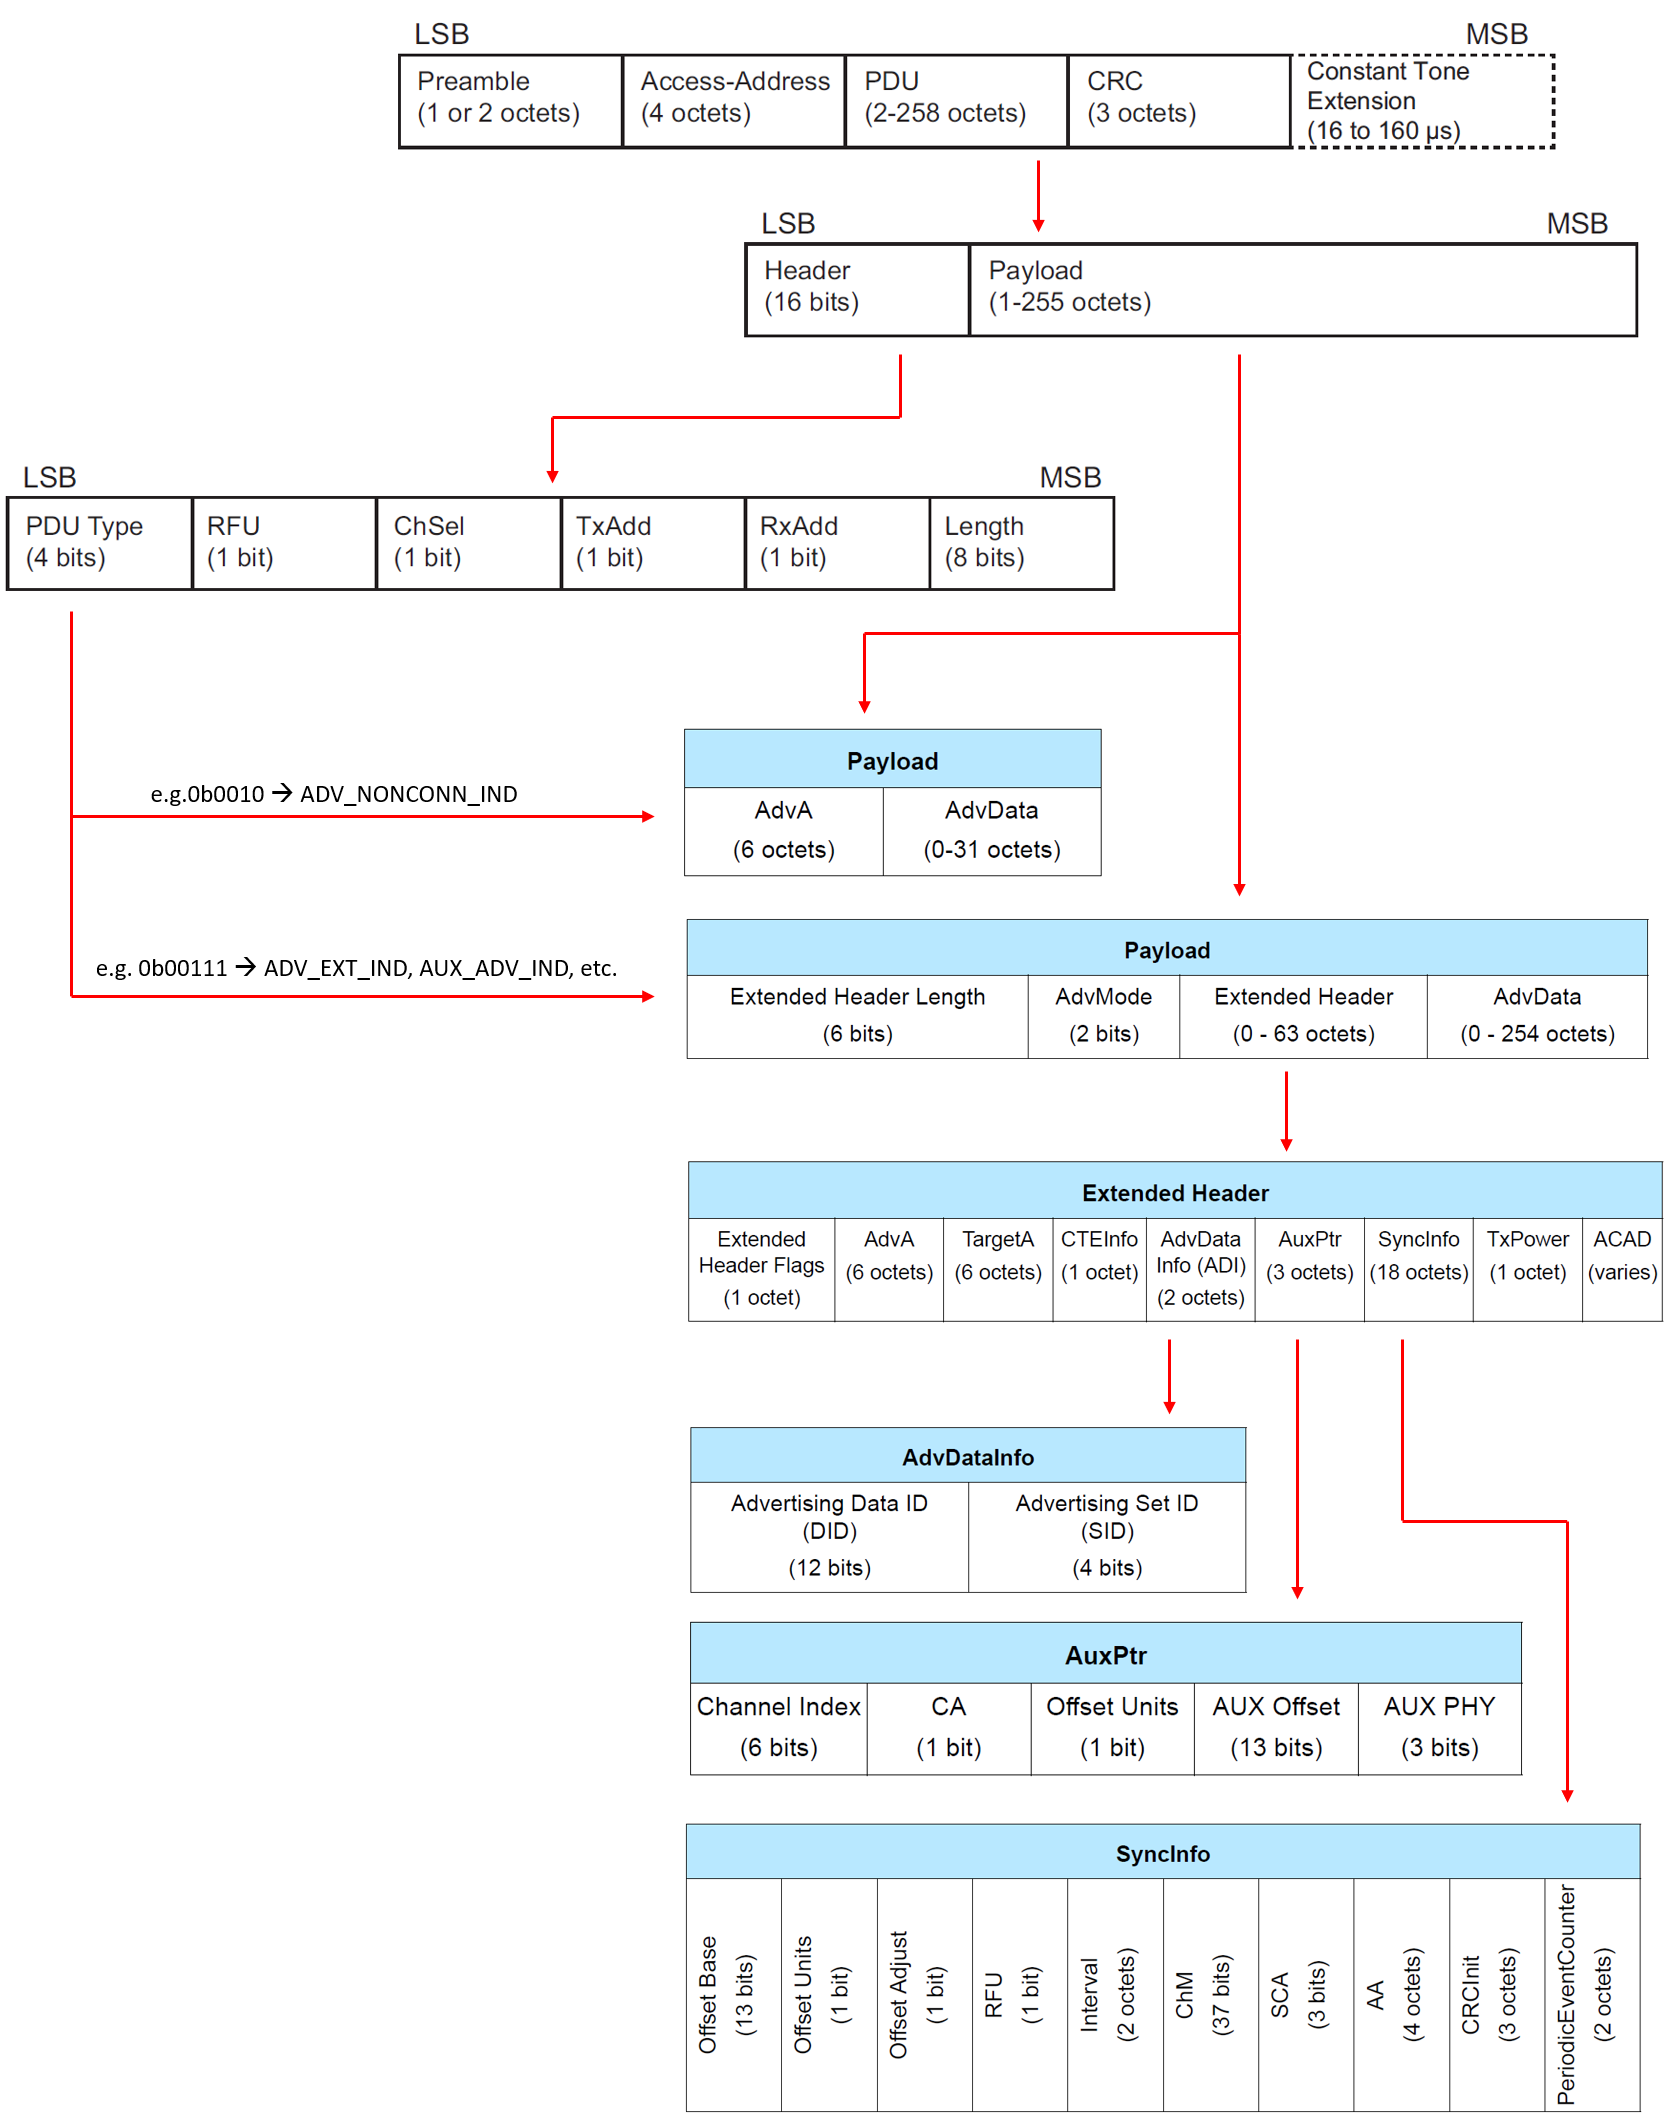 LSB MSB
Preamble
(1 or 2 octets)
Access-Address
(4 octets)
PDU
(2-258 octets)
CRC
(3 octets)
Constant Tone
Extension
(16 to 160 µs)
LSB MSB
Header
(16 bits)
Payload
(1-255 octets)
LSB MSB
PDU Type
(4 bits)
RFU
(1 bit)
ChSel
(1 bit)
TxAdd
(1 bit)
RxAdd
(1 bit)
Length
(8 bits)
e.g.0b0010 → ADV_NONCONN_IND
Payload
AdvA
(6 octets)
AdvData
(0-31 octets)
e.g. 0b00111 → ADV_EXT_IND, AUX_ADV_IND, etc.
Payload
Extended Header Length
(6 bits)
AdvMode
(2 bits)
Extended Header
(0 - 63 octets)
AdvData
(0 - 254 octets)
Extended Header
Extended
Header Flags
(1 octet)
AdvA
(6 octets)
TargetA
(6 octets)
CTEInfo
(1 octet)
AdvData
Info (ADI)
(2 octets)
AuxPtr
(3 octets)
SyncInfo
(18 octets)
TxPower
(1 octet)
ACAD
(varies)
AdvDataInfo
Advertising Data ID
(DID)
(12 bits)
Advertising Set ID
(SID)
(4 bits)
AuxPtr
Channel Index
(6 bits)
CA
(1 bit)
Offset Units
(1 bit)
AUX Offset
(13 bits)
AUX PHY
(3 bits)
SyncInfo
Offset Base
(13 bits)
Offset Units
(1 bit)
Offset Adjust
(1 bit)
RFU
(1 bit)
Interval
(2 octets)
ChM
(37 bits)
SCA
(3 bits)
AA
(4 octets)
CRCInit
(3 octets)
PeriodicEventCounter
(2 octets)